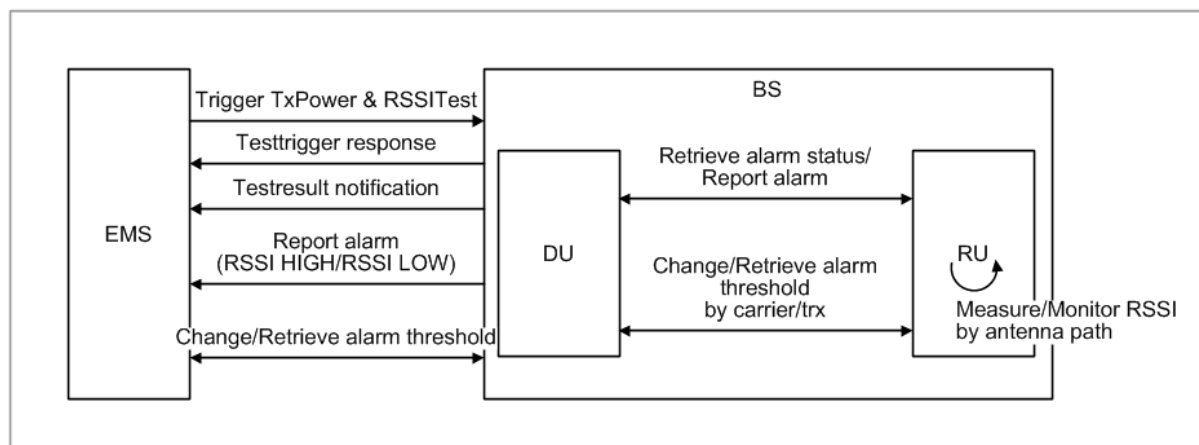 BS
Trigger TxPower & RSSITest
Testtrigger response
Testresult notification
EMS
Report alarm
(RSSI HIGH/RSSI LOW)
Change/Retrieve alarm threshold
DU
Retrieve alarm status/
Report alarm
Change/Retrieve alarm
threshold
by carrier/trx
RU
Measure/Monitor RSSI
by antenna path